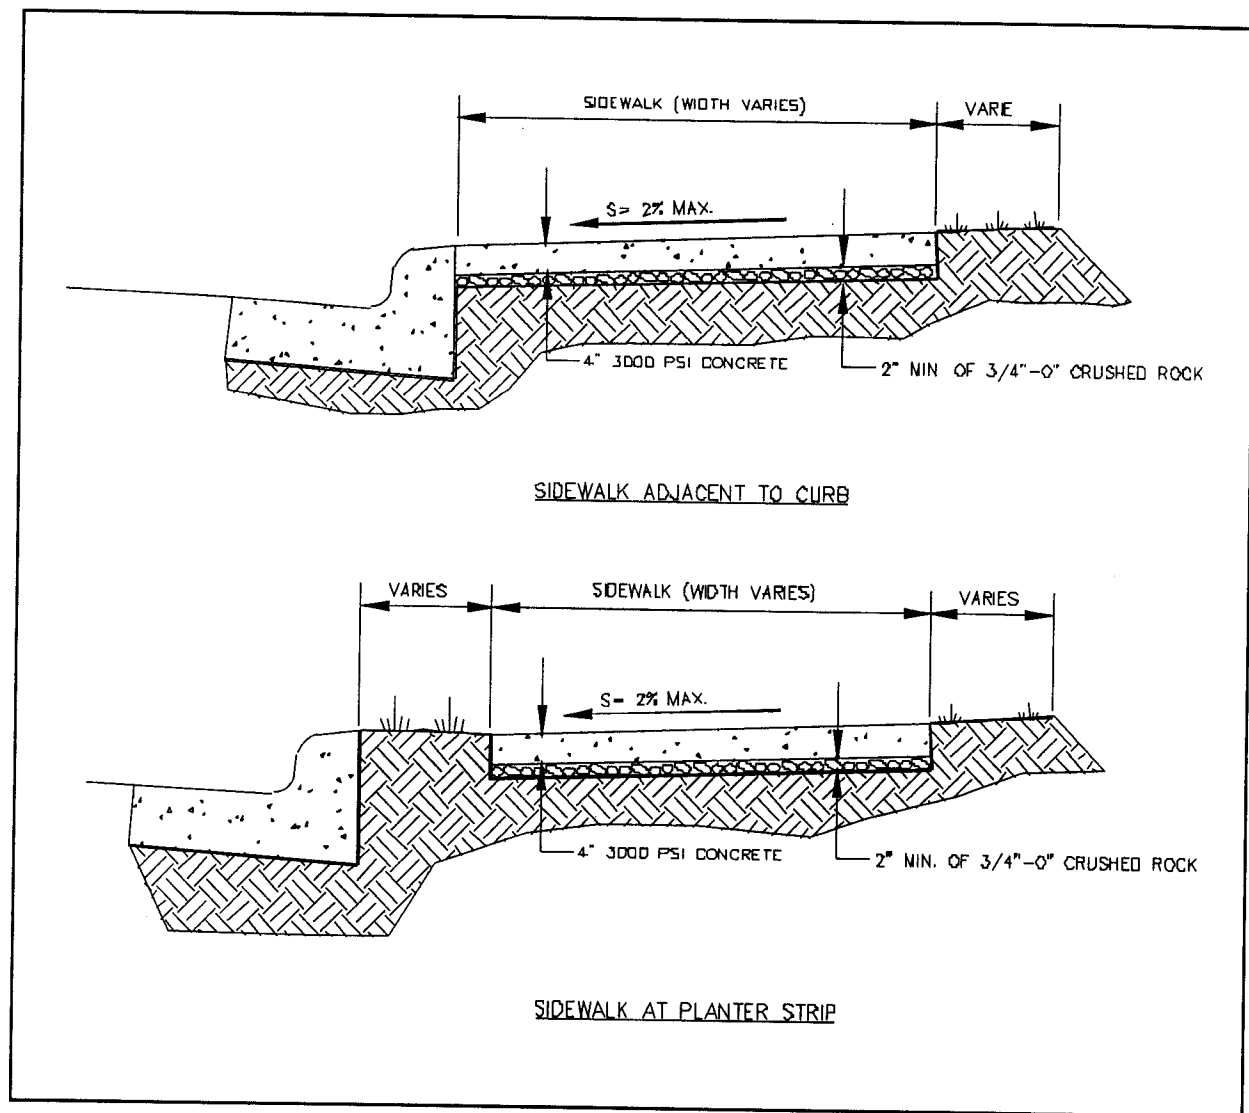 SIDEWALK (WIDTH VARIES)
VARIE
S= 2% MAX.
4" 3000 PSI CONCRETE
2" MIN OF 3/4"-0" CRUSHED ROCK
SIDEWALK ADJACENT TO CURB
VARIES
SIDEWALK (WIDTH VARIES)
VARIES
S= 2% MAX.
4" 3000 PSI CONCRETE
2" MIN. OF 3/4"-0" CRUSHED ROCK
SIDEWALK AT PLANTER STRIP